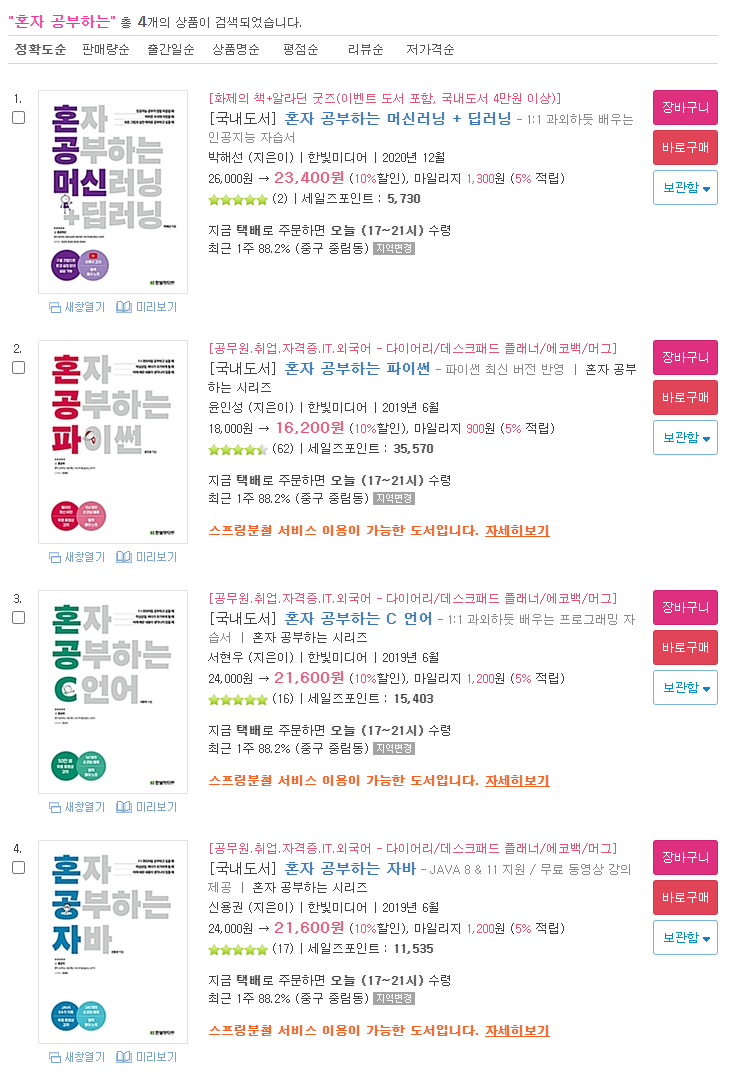 "혼자 공부하는" 총 4개의 상품이 검색되었습니다.
정확도순 판매량순 출간일순 상품명순 평점순 리뷰순 저가격순
1.
혼자
공부하는
머신러닝
+딥러닝
한빛미디어
새창열기 미리보기
[화제의 책+알라딘 굿즈(이벤트 도서 포함, 국내도서 4만원 이상)]
[국내도서] 혼자 공부하는 머신러닝 + 딥러닝 - 1:1 과외하듯 배우는
인공지능 자습서
박해선 (지은이) | 한빛미디어 | 2020년 12월
26,000원 → 23,400원 (10%할인), 마일리지 1,300원 (5% 적립)
(2) | 세일즈포인트 : 5,730
지금 택배로 주문하면 오늘 (17~21시) 수령
최근 1주 88.2% (중구 중림동) 지역변경
장바구니
바로구매
보관함
2.
혼자
공부하는
파이썬
한빛미디어
새창열기 미리보기
[공무원.취업.자격증.IT.외국어 - 다이어리/데스크패드 플래너/에코백/머그]
[국내도서] 혼자 공부하는 파이썬 - 파이썬 최신 버전 반영 | 혼자 공부
하는 시리즈
윤인성 (지은이) | 한빛미디어 | 2019년 6월
18,000원 → 16,200원 (10%할인), 마일리지 900원 (5% 적립)
(62) | 세일즈포인트 : 35,570
지금 택배로 주문하면 오늘 (17~21시) 수령
최근 1주 88.2% (중구 중림동) 지역변경
스프링분철 서비스 이용이 가능한 도서입니다. 자세히보기
장바구니
바로구매
보관함
3.
혼자
공부하는
C 언어
한빛미디어
새창열기 미리보기
[공무원.취업.자격증.IT.외국어 - 다이어리/데스크패드 플래너/에코백/머그]
[국내도서] 혼자 공부하는 C 언어 - 1:1 과외하듯 배우는 프로그래밍 자
습서 | 혼자 공부하는 시리즈
서현우 (지은이) | 한빛미디어 | 2019년 6월
24,000원 → 21,600원 (10%할인), 마일리지 1,200원 (5% 적립)
(16) | 세일즈포인트 : 15,403
지금 택배로 주문하면 오늘 (17~21시) 수령
최근 1주 88.2% (중구 중림동) 지역변경
스프링분철 서비스 이용이 가능한 도서입니다. 자세히보기
장바구니
바로구매
보관함
4.
혼자
공부하는
자바
한빛미디어
새창열기 미리보기
[공무원.취업.자격증.IT.외국어 - 다이어리/데스크패드 플래너/에코백/머그]
[국내도서] 혼자 공부하는 자바 - JAVA 8 & 11 지원 / 무료 동영상 강의
제공 | 혼자 공부하는 시리즈
신용권 (지은이) | 한빛미디어 | 2019년 6월
24,000원 → 21,600원 (10%할인), 마일리지 1,200원 (5% 적립)
(17) | 세일즈포인트 : 11,535
지금 택배로 주문하면 오늘 (17~21시) 수령
최근 1주 88.2% (중구 중림동) 지역변경
스프링분철 서비스 이용이 가능한 도서입니다. 자세히보기
장바구니
바로구매
보관함